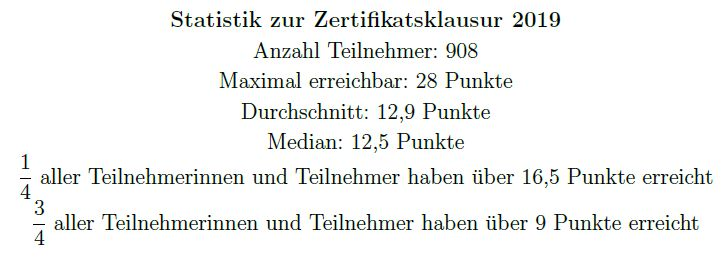 Statistik zur Zertifikatsklausur 2019
Anzahl Teilnehmer: 908
Maximal erreichbar: 28 Punkte
Durchschnitt: 12,9 Punkte
Median: 12,5 Punkte
1/4 aller Teilnehmerinnen und Teilnehmer haben über 16,5 Punkte erreicht
3/4 aller Teilnehmerinnen und Teilnehmer haben über 9 Punkte erreicht